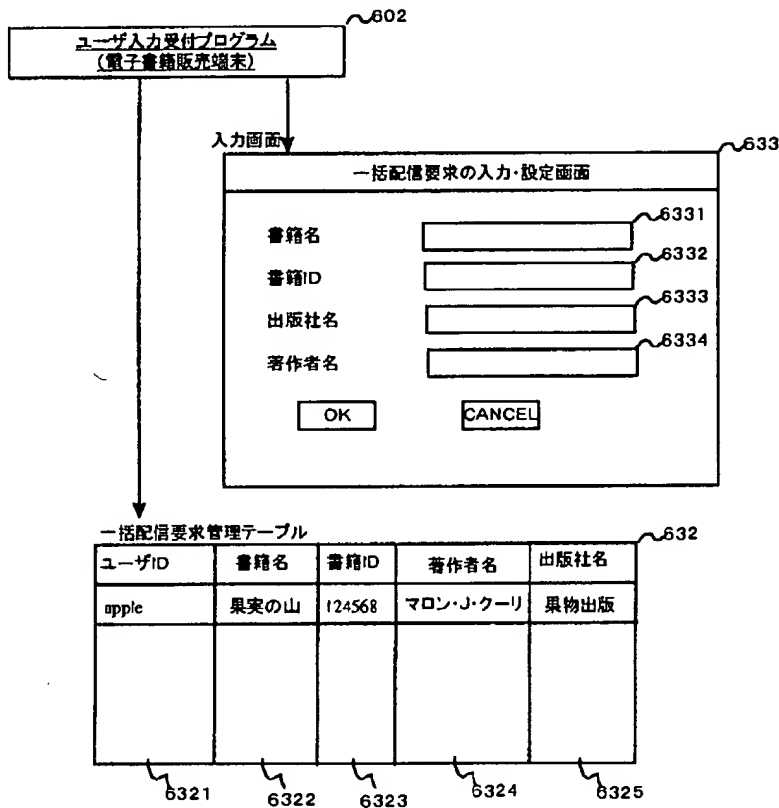 602
ユーザ入力受付プログラム
(電子書籍販売端末)
入力画面
633
一括配信要求の入力・設定画面
書籍名
6331
書籍ID
6332
出版社名
6333
著作者名
6334
OK CANCEL
一括配信要求管理テーブル
632
ユーザID 書籍名 書籍ID 著作者名 出版社名
apple 果実の山 124568 マロン・J・クーリ 果物出版
6321 6322 6323 6324 6325